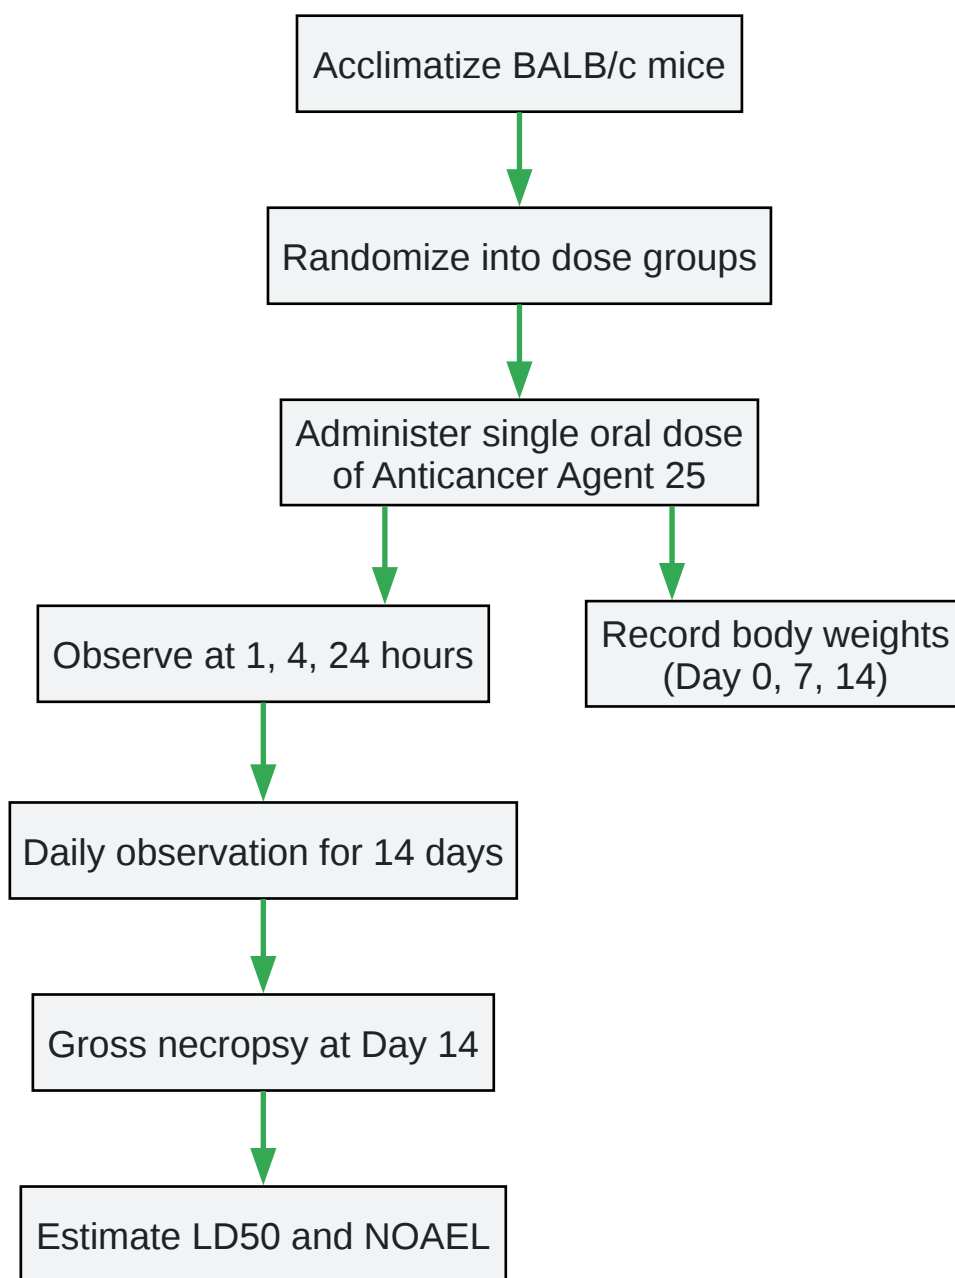 Acclimatize BALB/c mice
Randomize into dose groups
Administer single oral dose
of Anticancer Agent 25
Observe at 1, 4, 24 hours
Record body weights
(Day 0, 7, 14)
Daily observation for 14 days
Gross necropsy at Day 14
Estimate LD50 and NOAEL